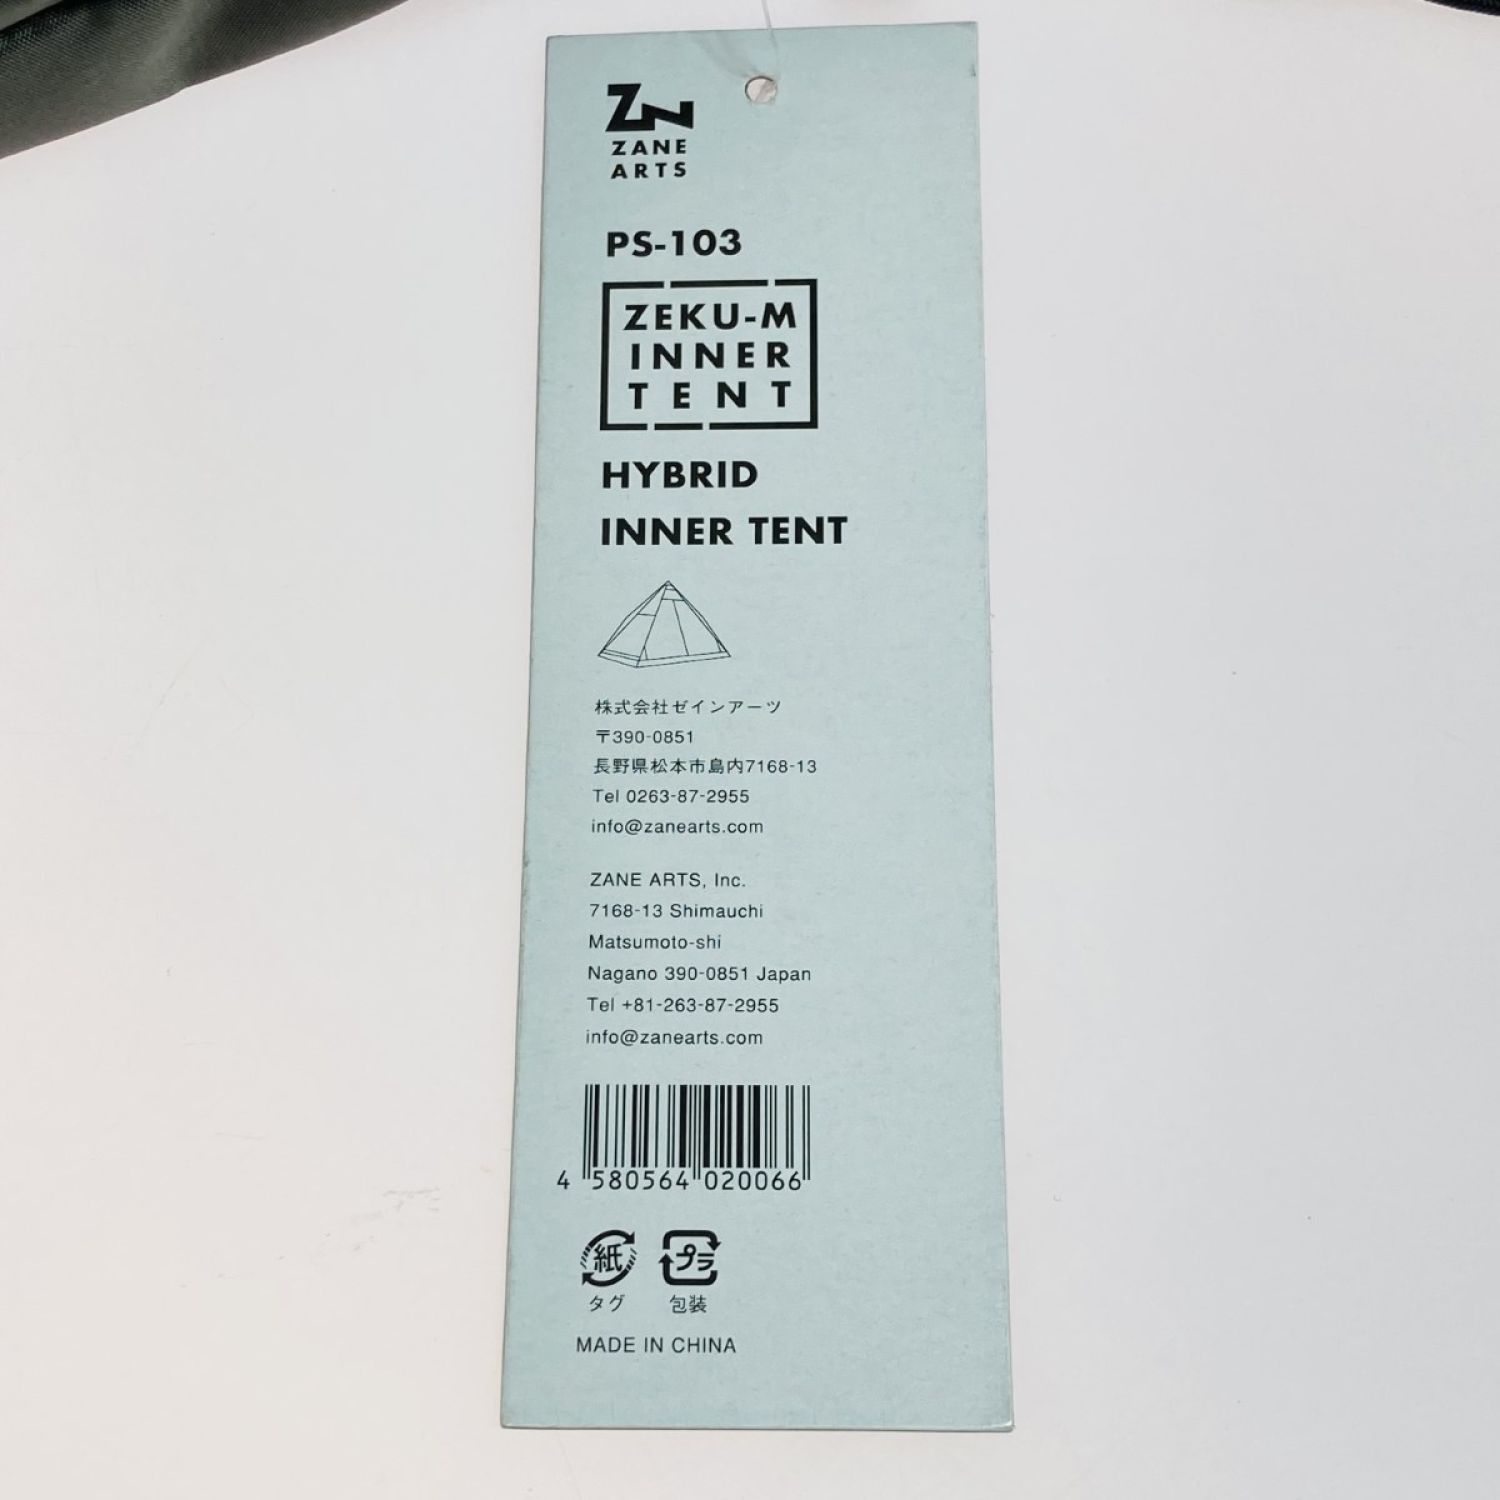 ZN
ZANE
ARTS
PS-103
ZEKU-M
INNER
TENT
HYBRID
INNER TENT
株式会社ゼインアーツ
〒390-0851
長野県松本市島内7168-13
Tel 0263-87-2955
info@zanearts.com
ZANE ARTS, Inc.
7168-13 Shimauchi
Matsumoto-shi
Nagano 390-0851 Japan
Tel +81-263-87-2955
info@zanearts.com
4 580564 020066
紙 プラ
タグ 包装
MADE IN CHINA